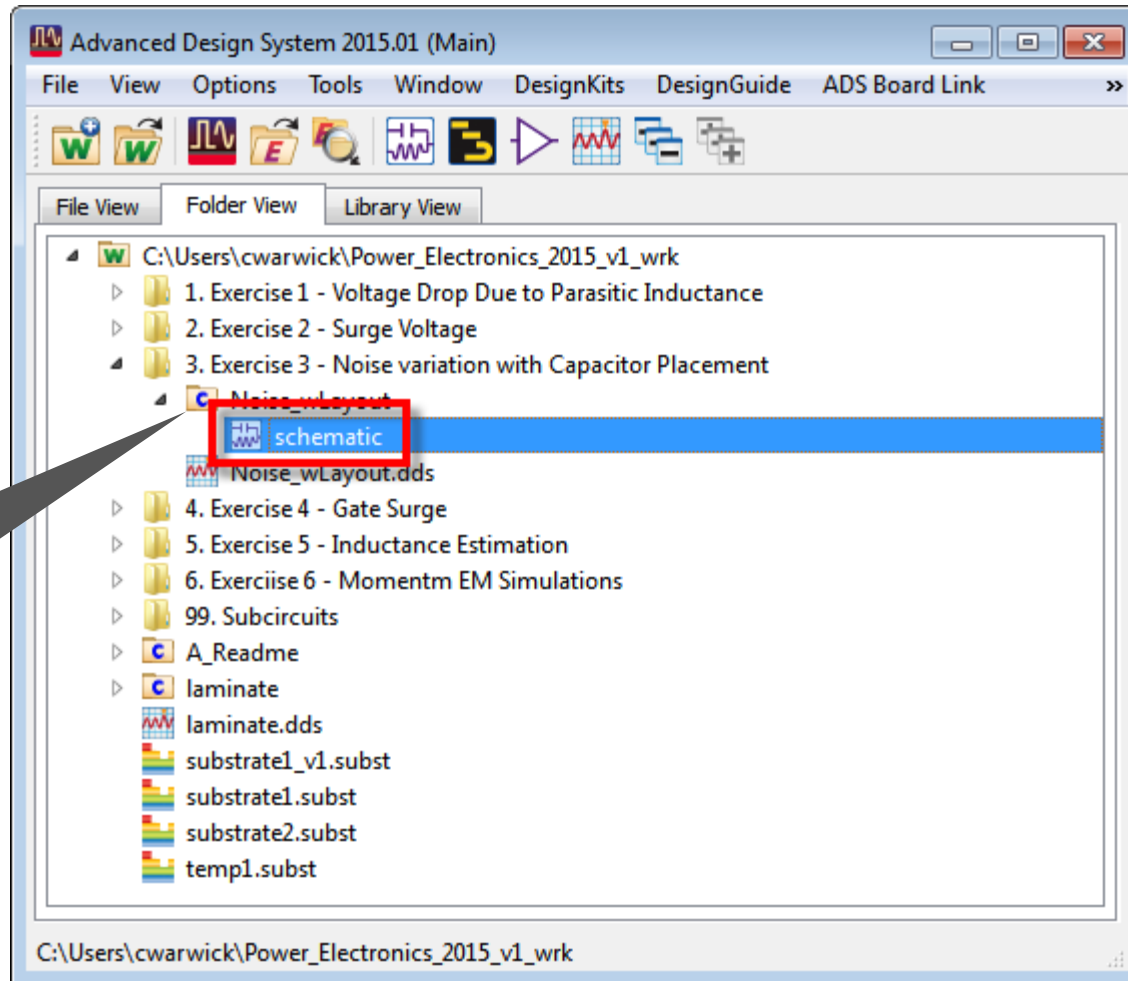 Advanced Design System 2015.01 (Main)
File View Options Tools Window DesignKits DesignGuide ADS Board Link »
File View Folder View Library View
C:\Users\cwarwick\Power_Electronics_2015_v1_wrk
1. Exercise 1 - Voltage Drop Due to Parasitic Inductance
2. Exercise 2 - Surge Voltage
3. Exercise 3 - Noise variation with Capacitor Placement
Noise_wLayout
schematic
Noise_wLayout.dds
4. Exercise 4 - Gate Surge
5. Exercise 5 - Inductance Estimation
6. Exerciise 6 - Momentm EM Simulations
99. Subcircuits
A_Readme
laminate
laminate.dds
substrate1_v1.subst
substrate1.subst
substrate2.subst
temp1.subst
C:\Users\cwarwick\Power_Electronics_2015_v1_wrk